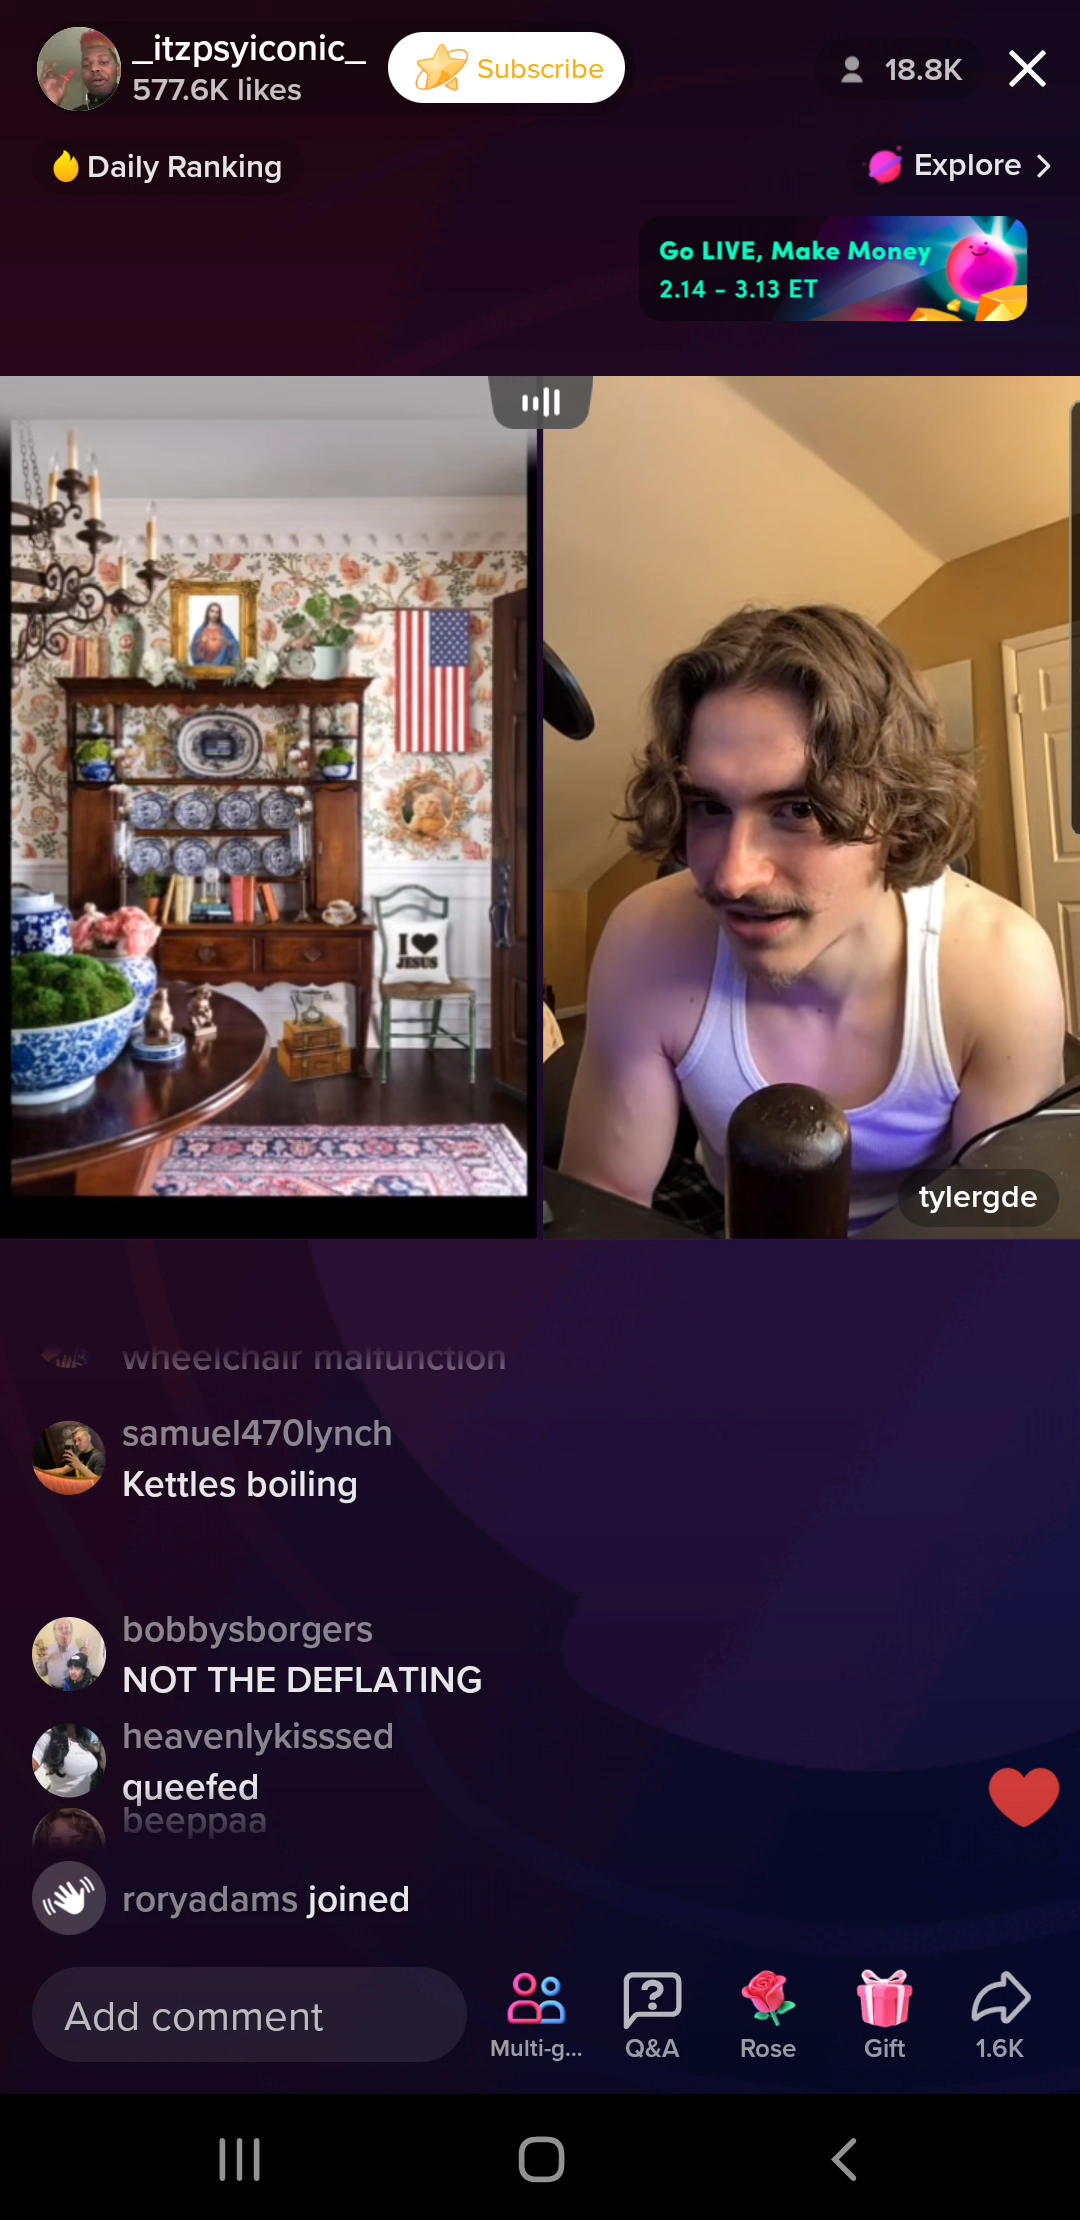 _itzpsyiconic_
577.6K likes
Subscribe
18.8K
Daily Ranking
Explore
Go LIVE, Make Money
2.14 - 3.13 ET
I
JESUS
tylergde
wheelchair malfunction
samuel470lynch
Kettles boiling
bobbysborgers
NOT THE DEFLATING
heavenlykisssed
queefed
beeppaa
roryadams joined
Add comment
Multi-g...
Q&A
Rose
Gift
1.6K